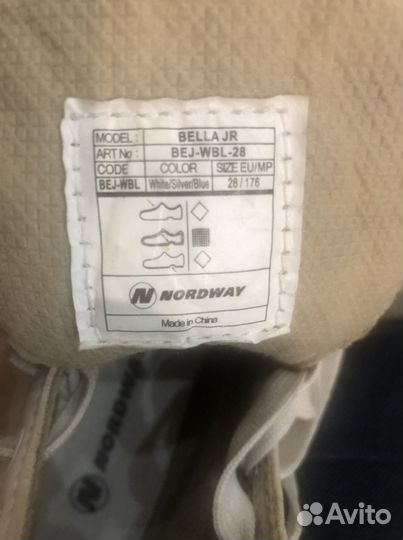 MODEL: BELLA JR
ART No: BEJ-WBL-28
CODE COLOR SIZE EU/MP
BEJ-WBL White/Silver/Blue 28 / 176
N NORDWAY
Made in China
N NORDWAY
Avito